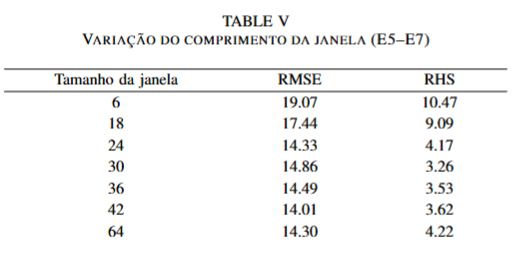 TABLE V
VARIAÇÃO DO COMPRIMENTO DA JANELA (E5–E7)
Tamanho da janela RMSE RHS
6 19.07 10.47
18 17.44 9.09
24 14.33 4.17
30 14.86 3.26
36 14.49 3.53
42 14.01 3.62
64 14.30 4.22